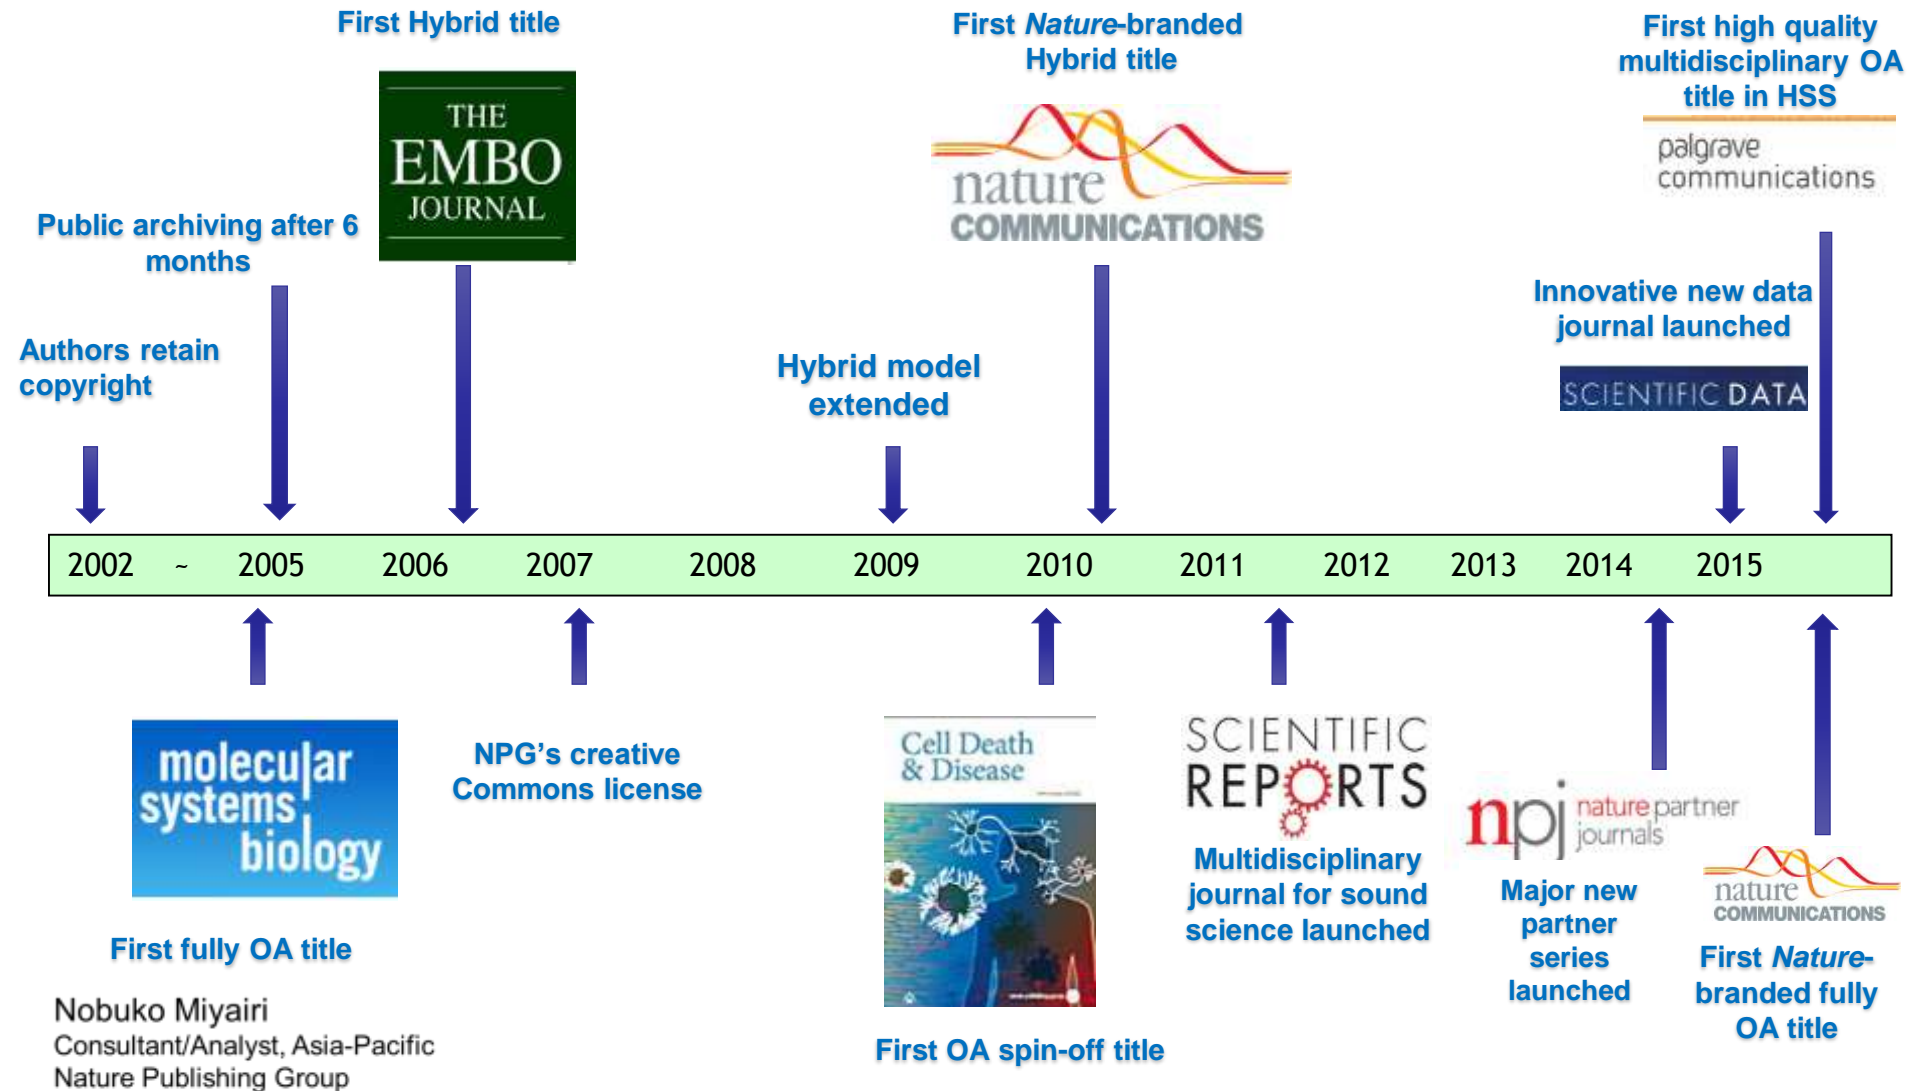 First Hybrid title
First Nature-branded
Hybrid title
First high quality
multidisciplinary OA
title in HSS
THE
EMBO
JOURNAL
nature
COMMUNICATIONS
palgrave
communications
Public archiving after 6
months
Innovative new data
journal launched
Authors retain
copyright
Hybrid model
extended
SCIENTIFIC DATA
2002 ~ 2005 2006 2007 2008 2009 2010 2011 2012 2013 2014 2015
molecular
systems
biology
First fully OA title
NPG's creative
Commons license
Cell Death
& Disease
First OA spin-off title
SCIENTIFIC
REPORTS
Multidisciplinary
journal for sound
science launched
npj nature partner
journals
Major new
partner
series
launched
nature
COMMUNICATIONS
First Nature-
branded fully
OA title
Nobuko Miyairi
Consultant/Analyst, Asia-Pacific
Nature Publishing Group